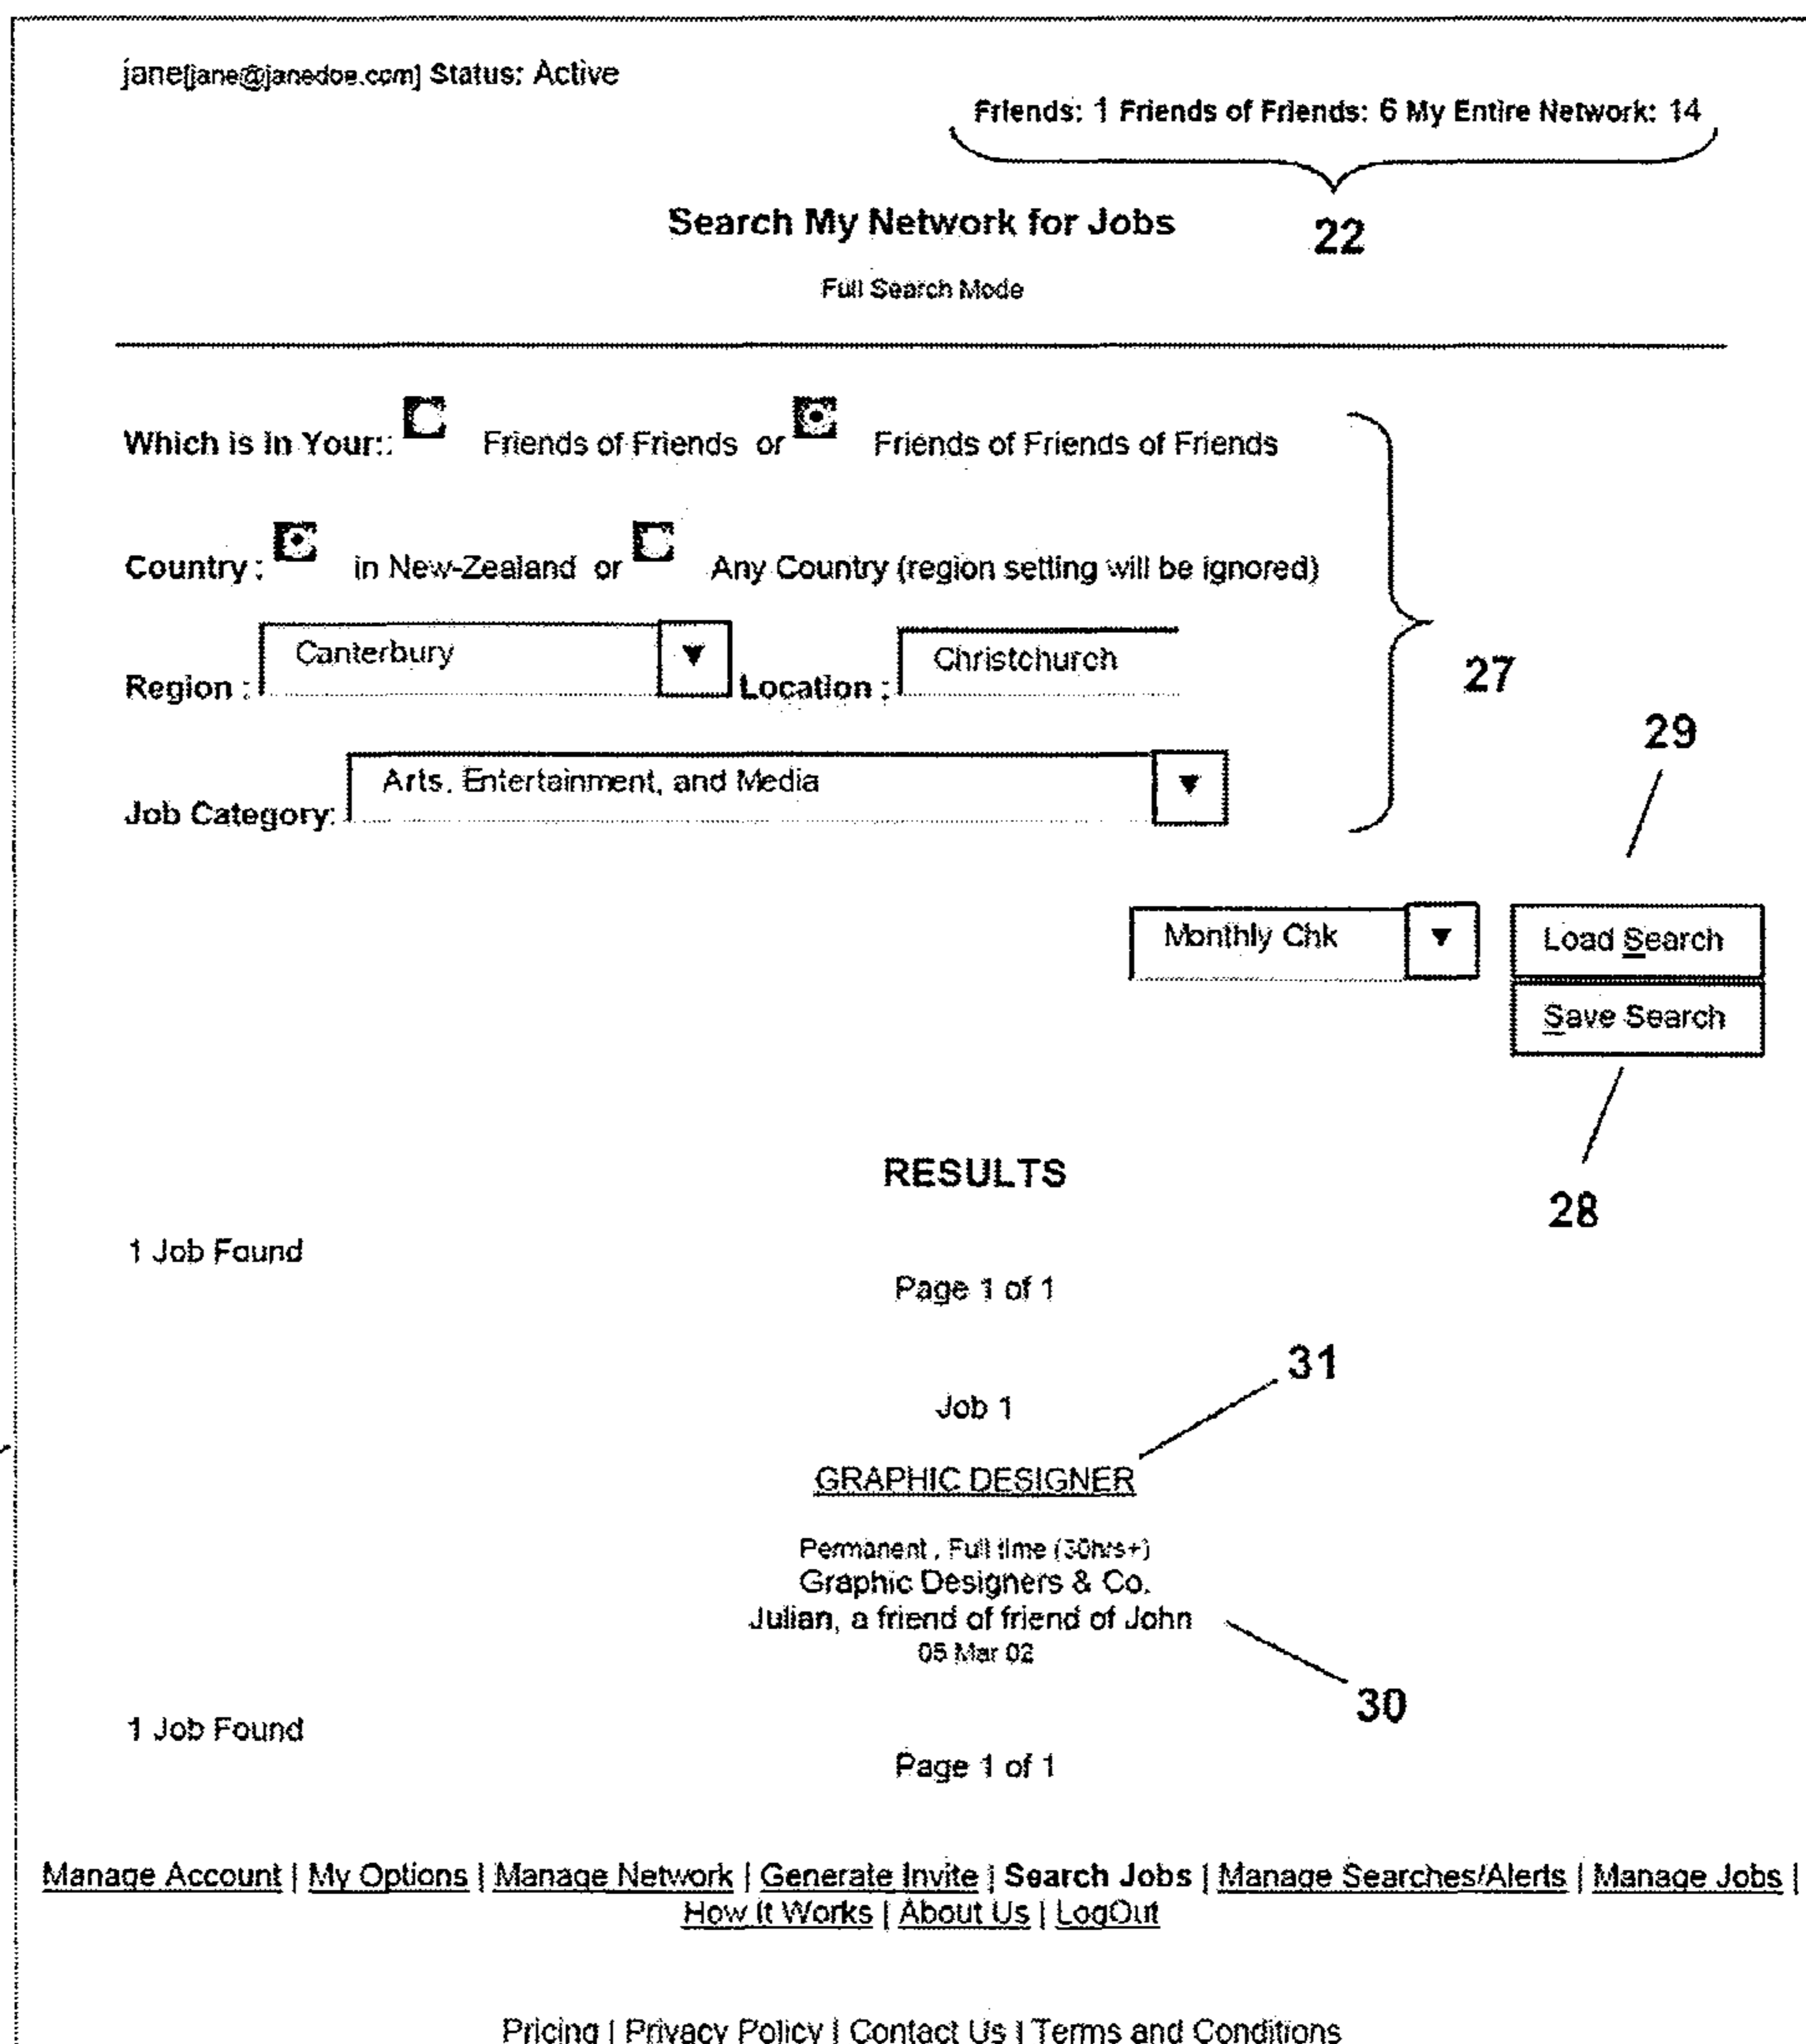 jane[jane@janedoe.com] Status: Active
Friends: 1 Friends of Friends: 6 My Entire Network: 14
22
Search My Network for Jobs
Full Search Mode
Which is In Your:: Friends of Friends or Friends of Friends of Friends
Country : in New-Zealand or Any Country (region setting will be ignored)
Region : Canterbury Location : Christchurch
27
29
Job Category: Arts, Entertainment, and Media
Monthly Chk Load Search
Save Search
28
RESULTS
1 Job Found
Page 1 of 1
31
Job 1
GRAPHIC DESIGNER
Permanent , Full time (30hrs+)
Graphic Designers & Co.
Julian, a friend of friend of John
05 Mar 02
30
1 Job Found
Page 1 of 1
Manage Account | My Options | Manage Network | Generate Invite | Search Jobs | Manage Searches/Alerts | Manage Jobs |
How It Works | About Us | LogOut
Pricing | Privacy Policy | Contact Us | Terms and Conditions